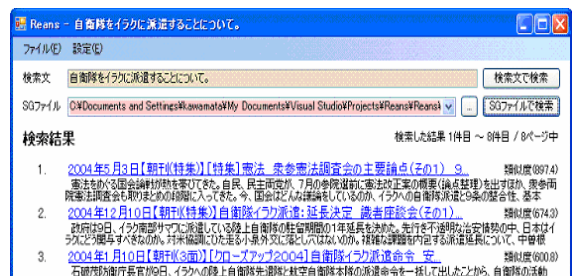 Reans - 自衛隊をイラクに派遣することについて。
ファイル(F) 設定(E)
検索文 自衛隊をイラクに派遣することについて。 検索文で検索
SGファイル C:¥Documents and Settings¥kawamata¥My Documents¥Visual Studio¥Projects¥Reans¥Reans¥ ... SGファイルで検索
検索結果 検索した結果 1件目 ~ 8件目 / 8ページ中
1. 2004年5月3日【朝刊(特集)】[特集]憲法 衆参憲法調査会の主要論点(その1) 9... 類似度(897.4)
憲法をめぐる国会論戦が熱を帯びてきた。自民、民主両党が、7月の参院選前に憲法改正案の概要(論点整理)を出すほか、衆参両
院憲法調査会も取りまとめの段階に入ってきた。今、国会はどんな議論をしているのか、イラクへの自衛隊派遣と9条の整合性、基本
2. 2004年12月10日【朝刊(特集)】自衛隊イラク派遣:延長決定 識者座談会(その1)... 類似度(674.3)
政府は9日、イラク南部サマワに派遣している陸上自衛隊の駐留期間の1年延長を決めた。先行き不透明な治安情勢の中、日本はイ
ラクにどう関与すべきなのか。対米協調にひた走る小泉外交に落とし穴はないのか。複雑な課題を内包する派遣延長について、中曽根
3. 2004年1月10日【朝刊(3面)】[クローズアップ2004]自衛隊イラク派遣命令 安... 類似度(600.8)
石破茂防衛庁長官が9日、イラクへの陸上自衛隊先遣隊と航空自衛隊本隊の派遣命令を一括して出したことから、自衛隊の活動